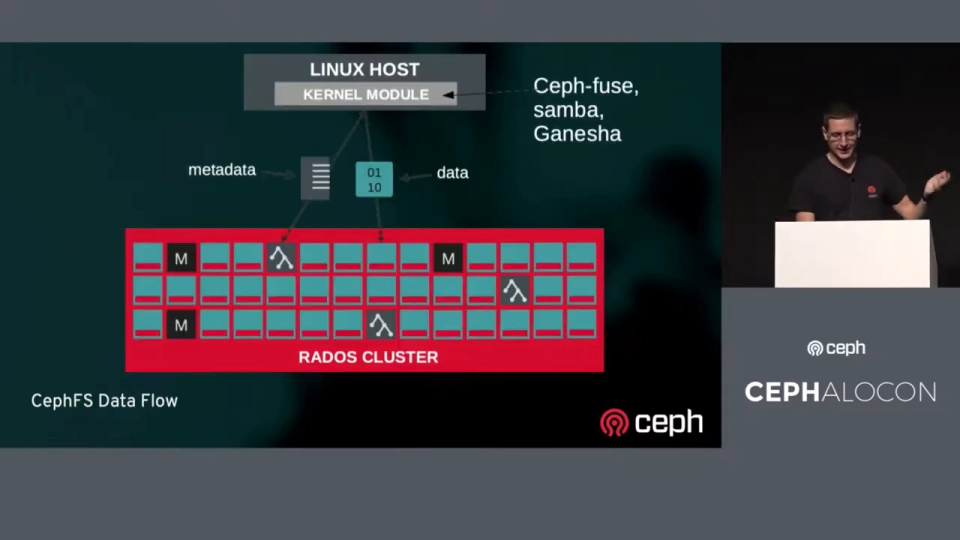 LINUX HOST
KERNEL MODULE
Ceph-fuse,
samba,
Ganesha
metadata
01
10
data
M
M
M
RADOS CLUSTER
CephFS Data Flow
ceph
ceph
CEPHALOCON